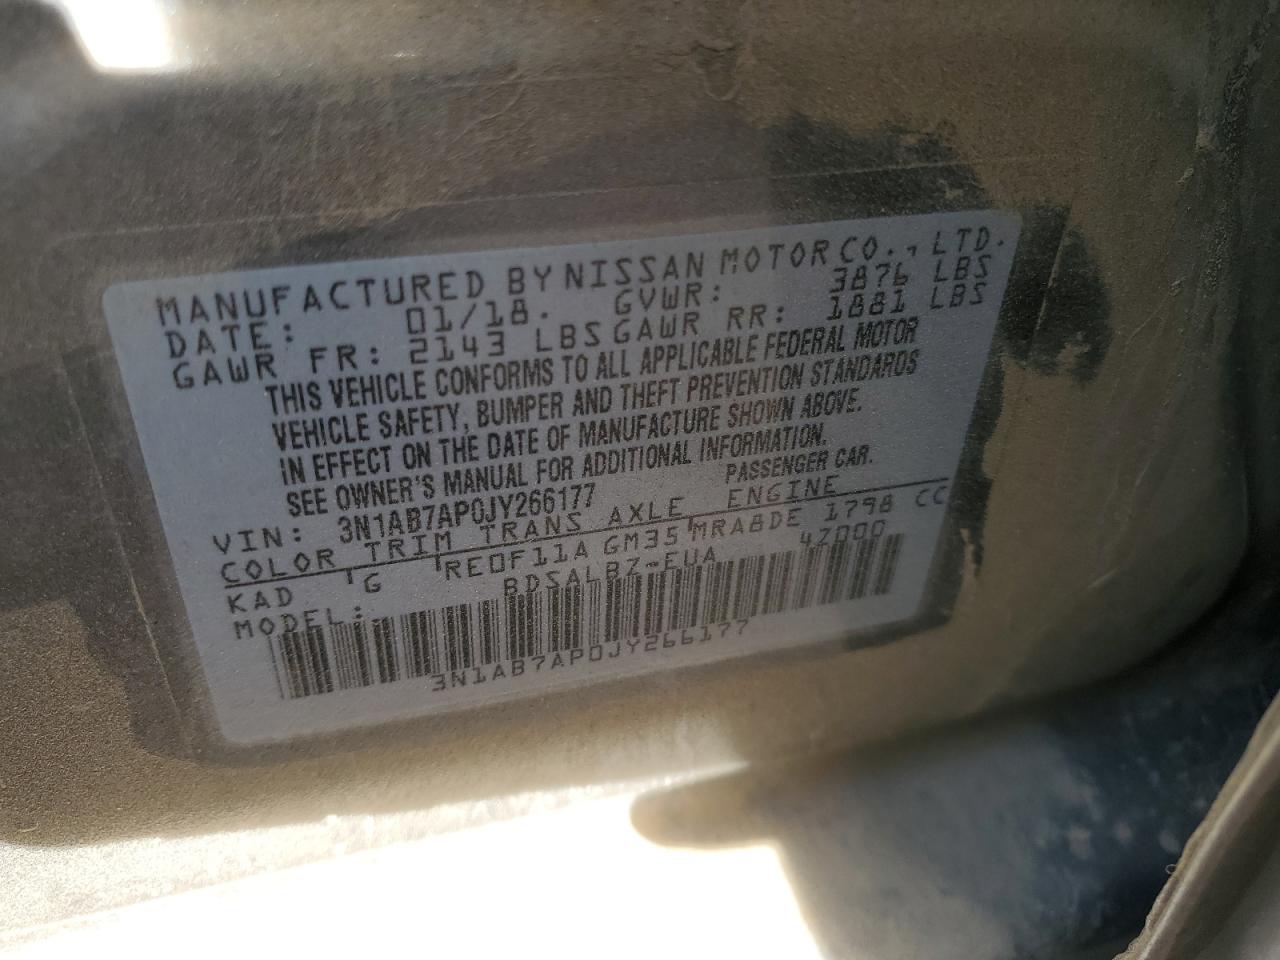 MANUFACTURED BY NISSAN MOTOR CO., LTD.
DATE: 01/18. GVWR: 3876 LBS
GAWR FR: 2143 LBS GAWR RR: 1881 LBS
THIS VEHICLE CONFORMS TO ALL APPLICABLE FEDERAL MOTOR
VEHICLE SAFETY, BUMPER AND THEFT PREVENTION STANDARDS
IN EFFECT ON THE DATE OF MANUFACTURE SHOWN ABOVE.
SEE OWNER'S MANUAL FOR ADDITIONAL INFORMATION.
VIN: 3N1AB7AP0JY266177 PASSENGER CAR.
COLOR TRIM TRANS AXLE ENGINE
KAD G RE0F11A GM35 MRA8DE 1798 CC
MODEL: BDSALBZ-EUA 47000
3N1AB7AP0JY266177